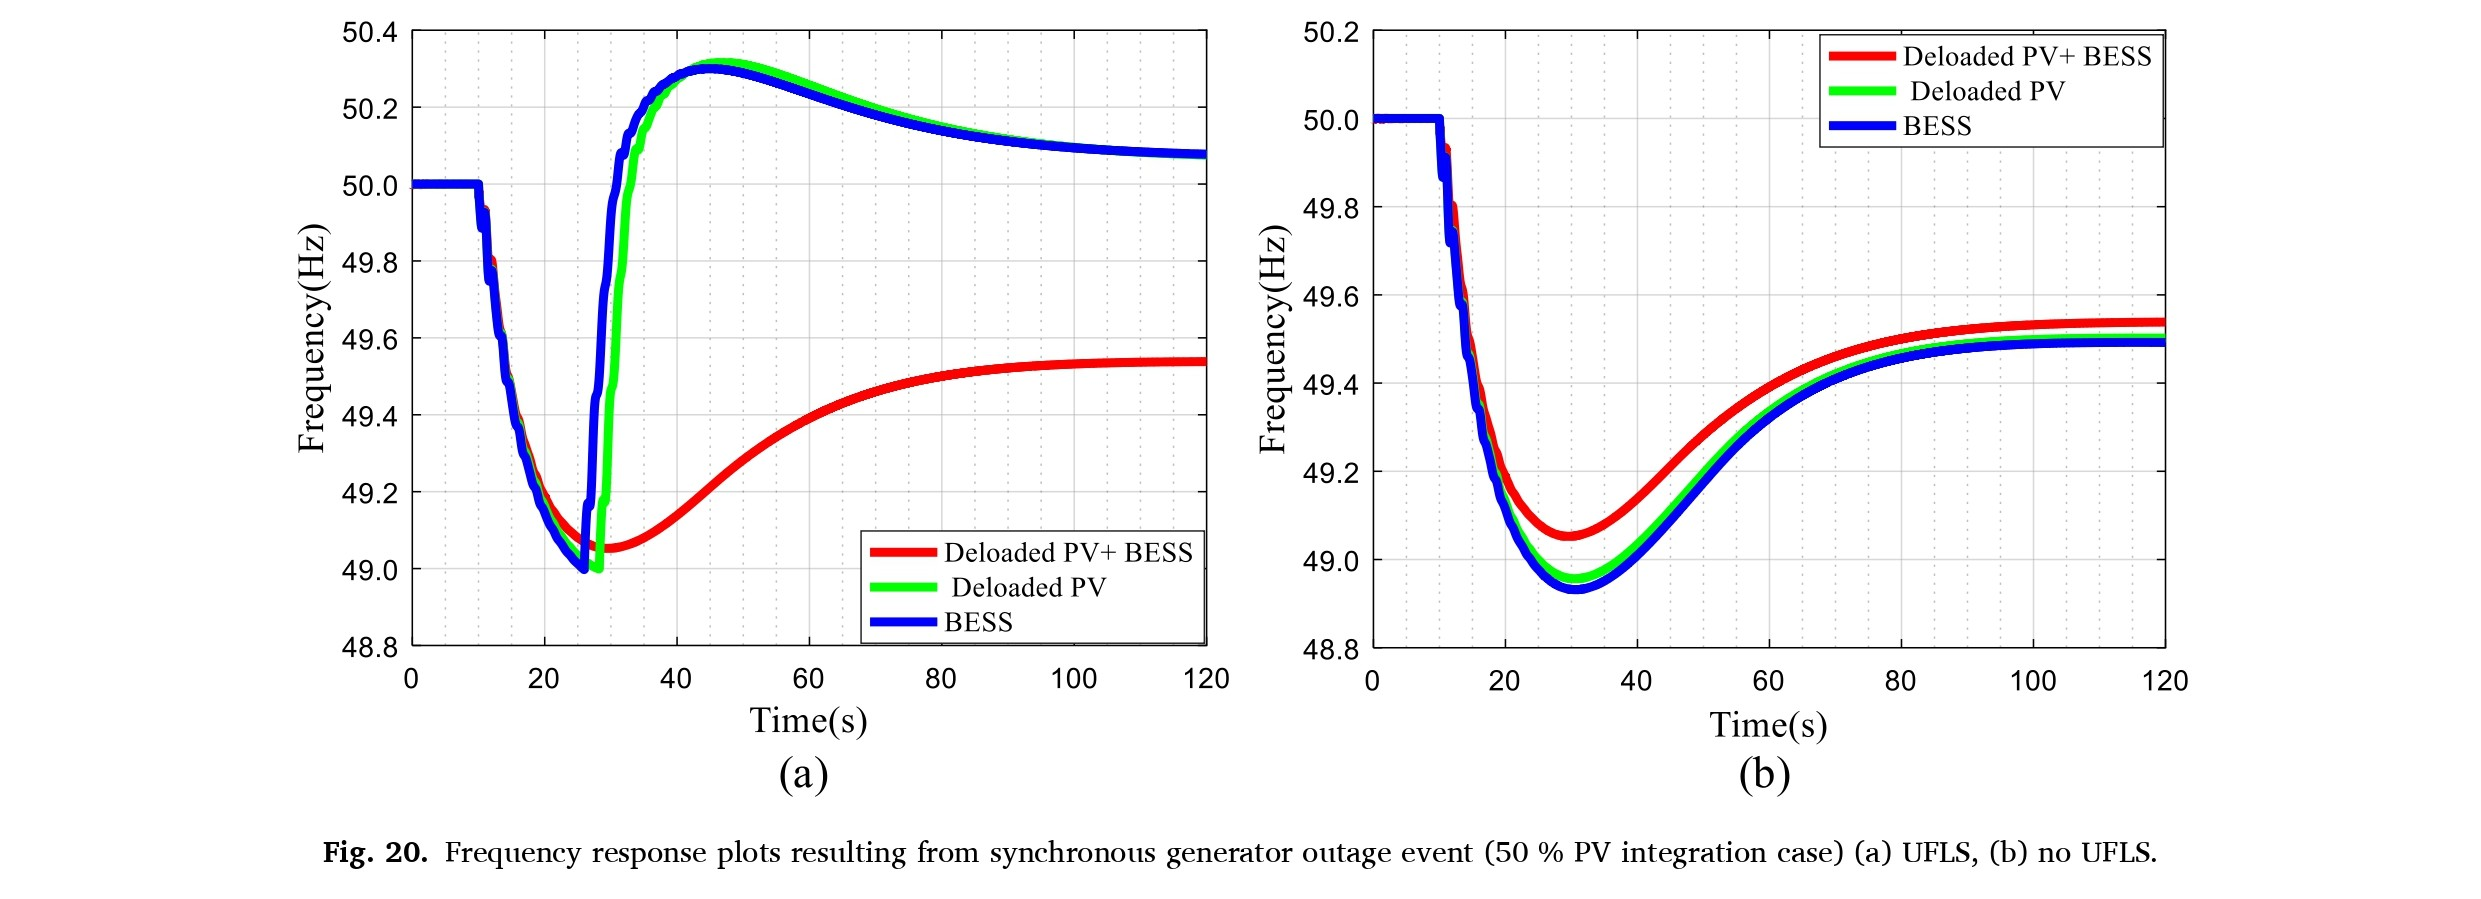 50.4
50.2
50.0
49.8
49.6
49.4
49.2
49.0
48.8
Frequency(Hz)
0 20 40 60 80 100 120
Time(s)
Deloaded PV+ BESS
Deloaded PV
BESS
(a)
50.2
50.0
49.8
49.6
49.4
49.2
49.0
48.8
Frequency(Hz)
0 20 40 60 80 100 120
Time(s)
Deloaded PV+ BESS
Deloaded PV
BESS
(b)
Fig. 20. Frequency response plots resulting from synchronous generator outage event (50 % PV integration case) (a) UFLS, (b) no UFLS.